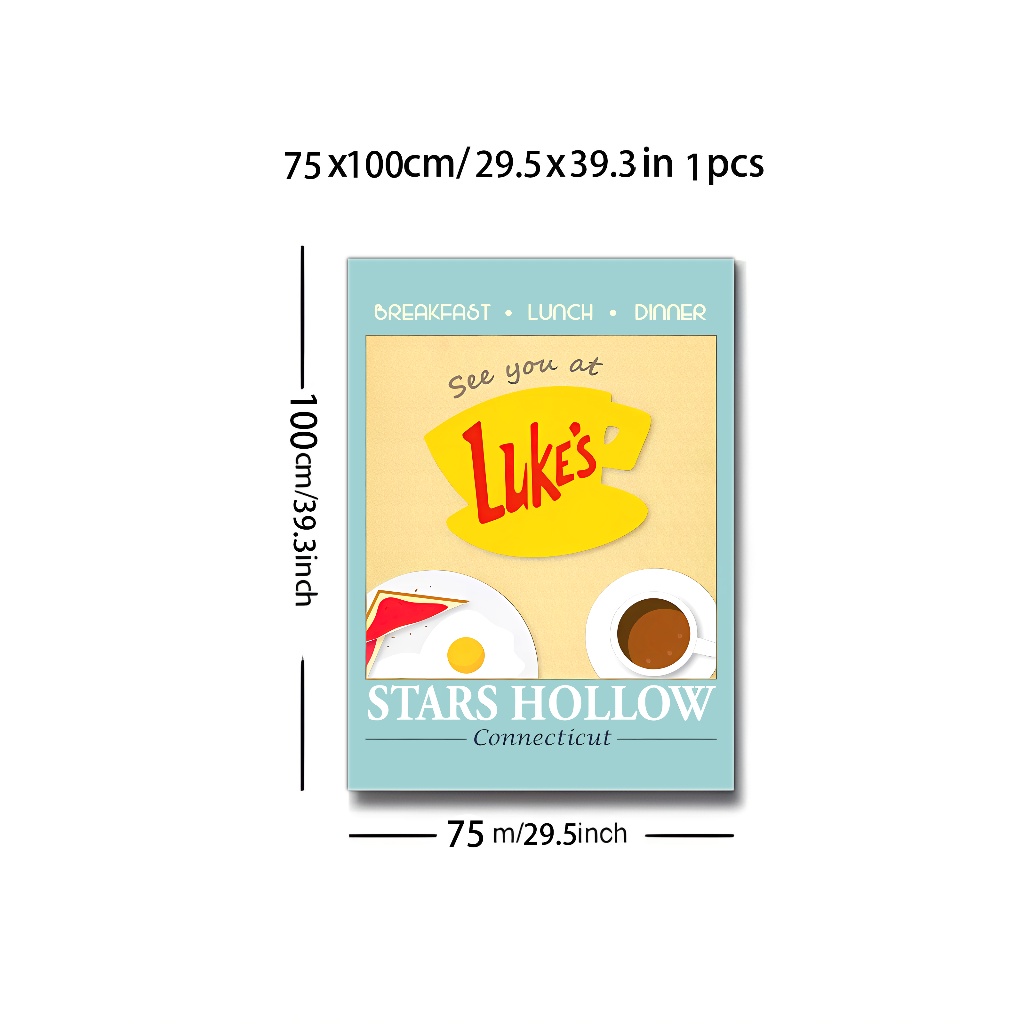 75x100cm/ 29.5x39.3in 1pcs
BREAKFAST • LUNCH • DINNER
See you at
LUKE'S
100cm/39.3inch
STARS HOLLOW
Connecticut
75 m/29.5inch